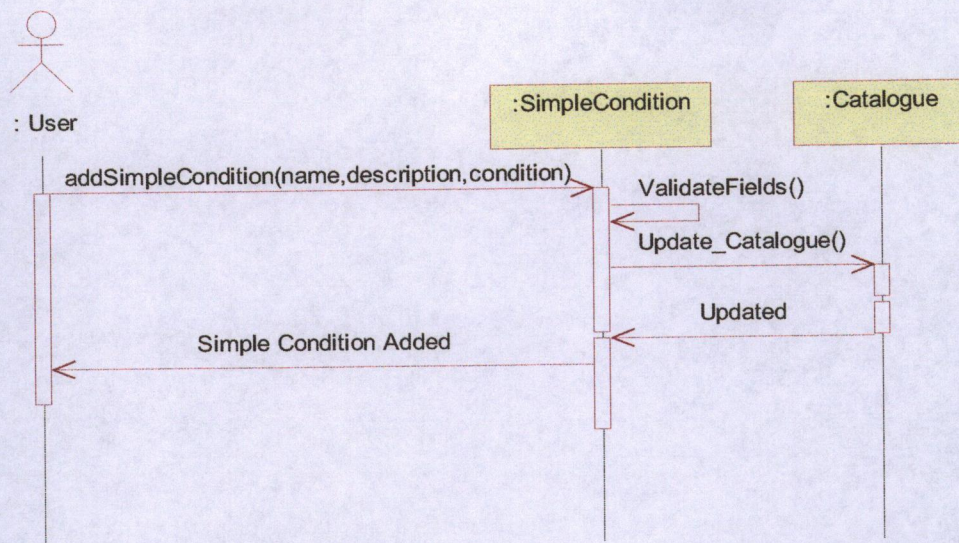 :SimpleCondition
:Catalogue
: User
addSimpleCondition(name,description,condition)
ValidateFields()
Update_Catalogue()
Updated
Simple Condition Added